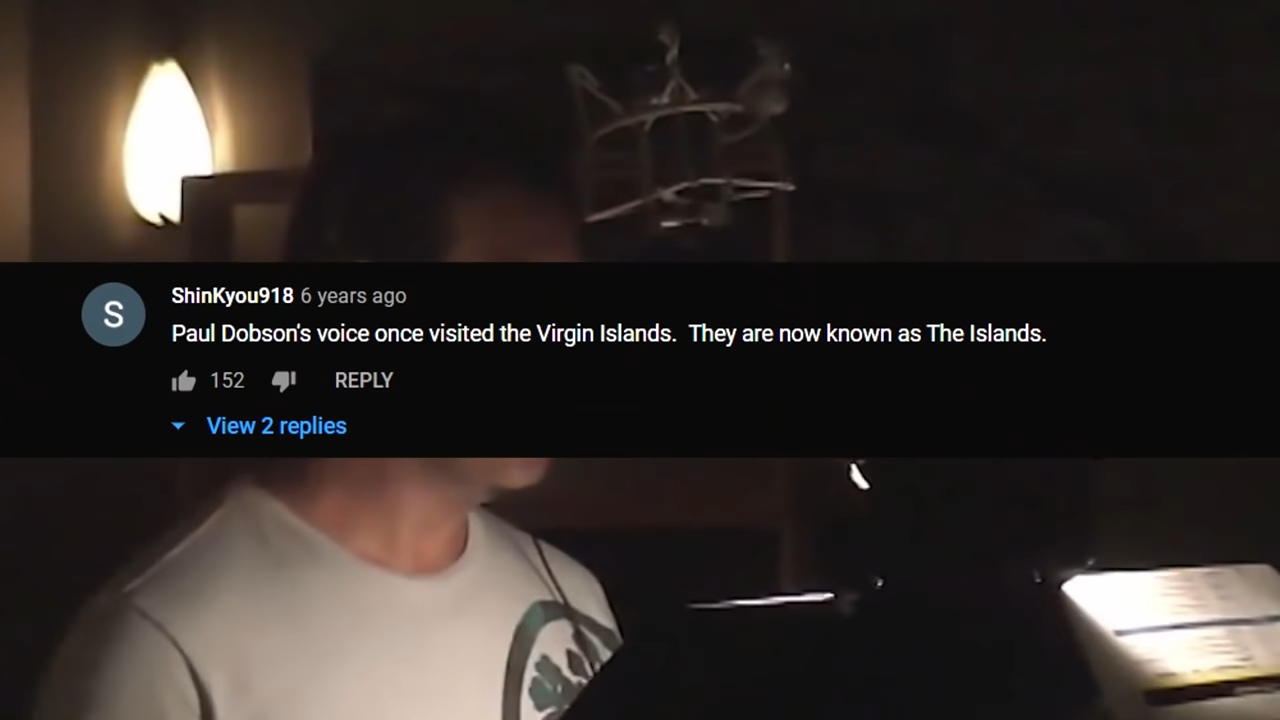 S
ShinKyou918 6 years ago
Paul Dobson's voice once visited the Virgin Islands.  They are now known as The Islands.
152 REPLY
View 2 replies